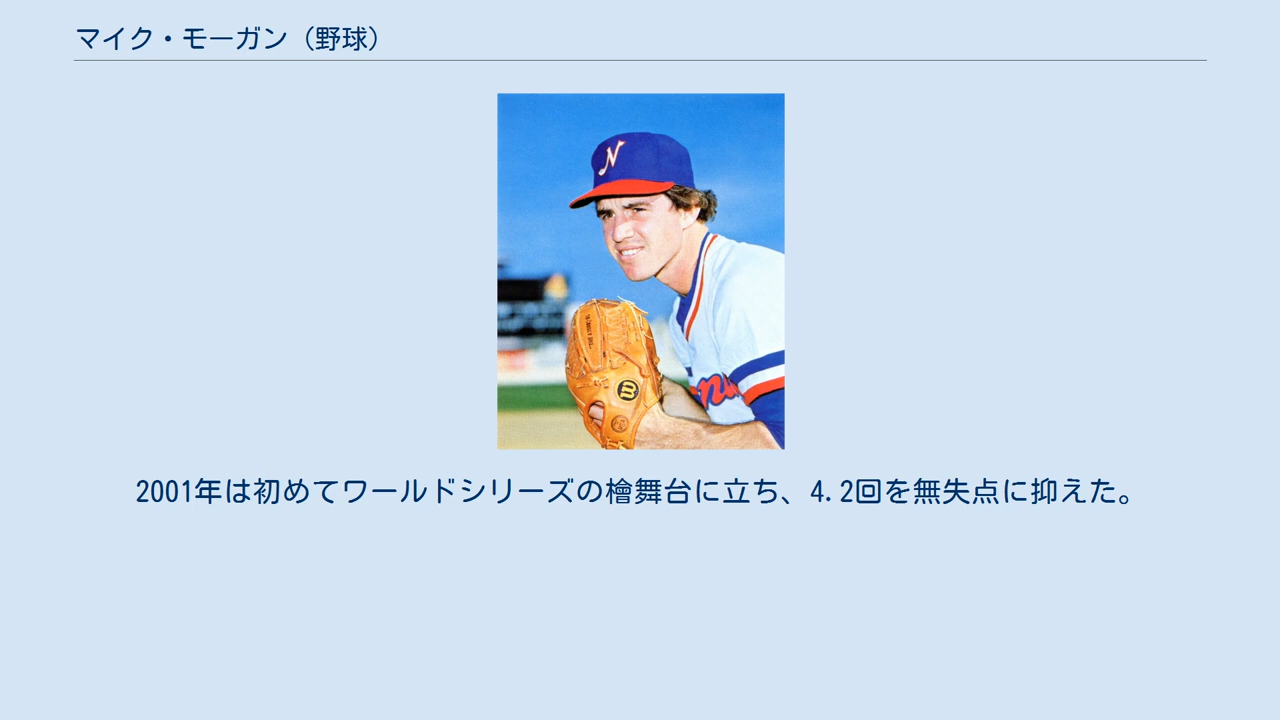 マイク・モーガン（野球）
N
m
2001年は初めてワールドシリーズの檜舞台に立ち、4.2回を無失点に抑えた。